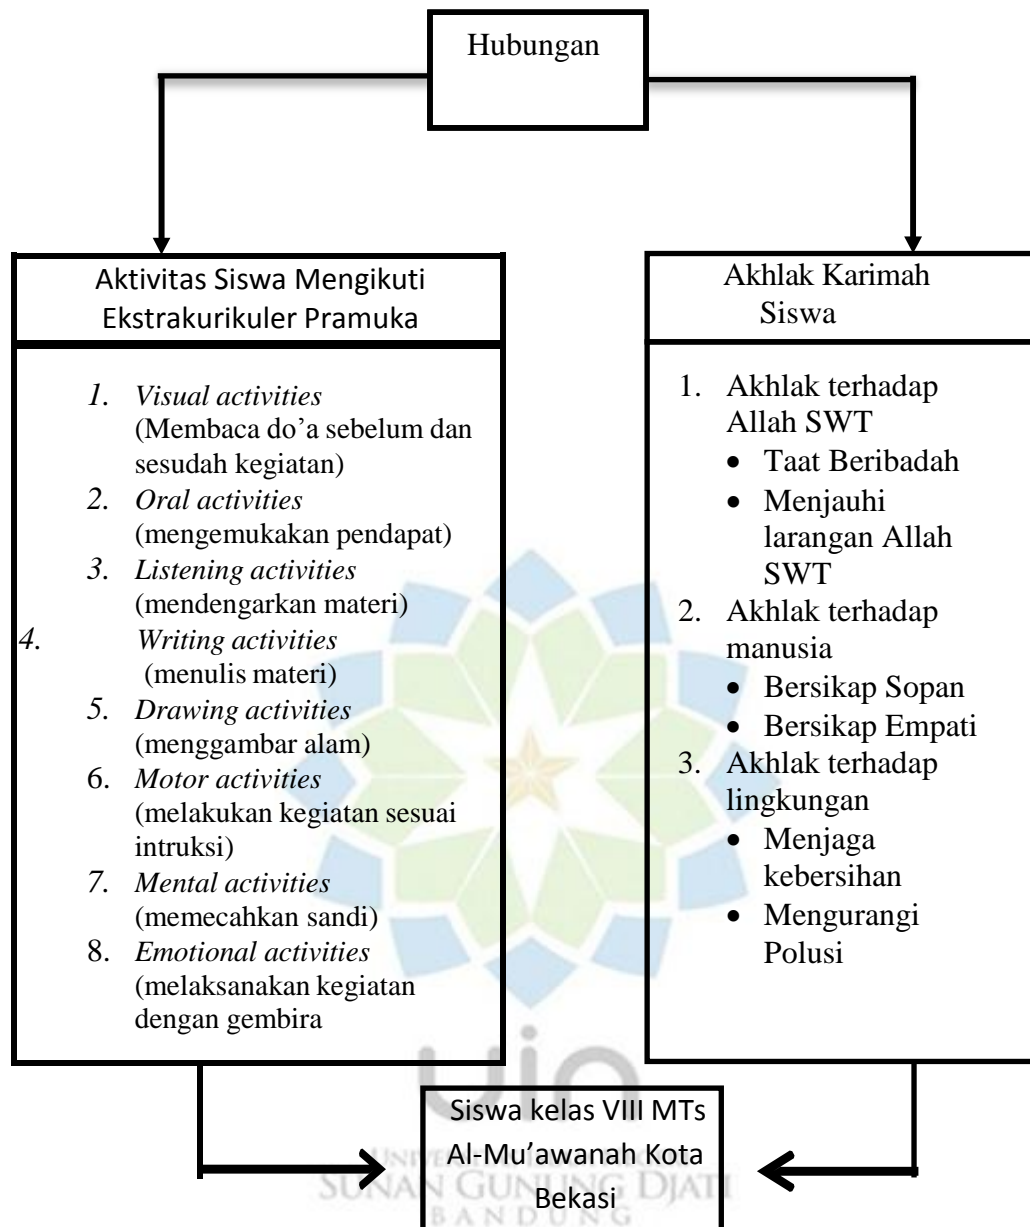 Hubungan
Aktivitas Siswa Mengikuti
Ekstrakurikuler Pramuka
1. Visual activities
(Membaca do’a sebelum dan
sesudah kegiatan)
2. Oral activities
(mengemukakan pendapat)
3. Listening activities
(mendengarkan materi)
4. Writing activities
(menulis materi)
5. Drawing activities
(menggambar alam)
6. Motor activities
(melakukan kegiatan sesuai
intruksi)
7. Mental activities
(memecahkan sandi)
8. Emotional activities
(melaksanakan kegiatan
dengan gembira
Akhlak Karimah
Siswa
1. Akhlak terhadap
Allah SWT
• Taat Beribadah
• Menjauhi
larangan Allah
SWT
2. Akhlak terhadap
manusia
• Bersikap Sopan
• Bersikap Empati
3. Akhlak terhadap
lingkungan
• Menjaga
kebersihan
• Mengurangi
Polusi
Siswa kelas VIII MTs
Al-Mu’awanah Kota
Bekasi
uin
SUNAN GUNUNG DJATI
BANDUNG